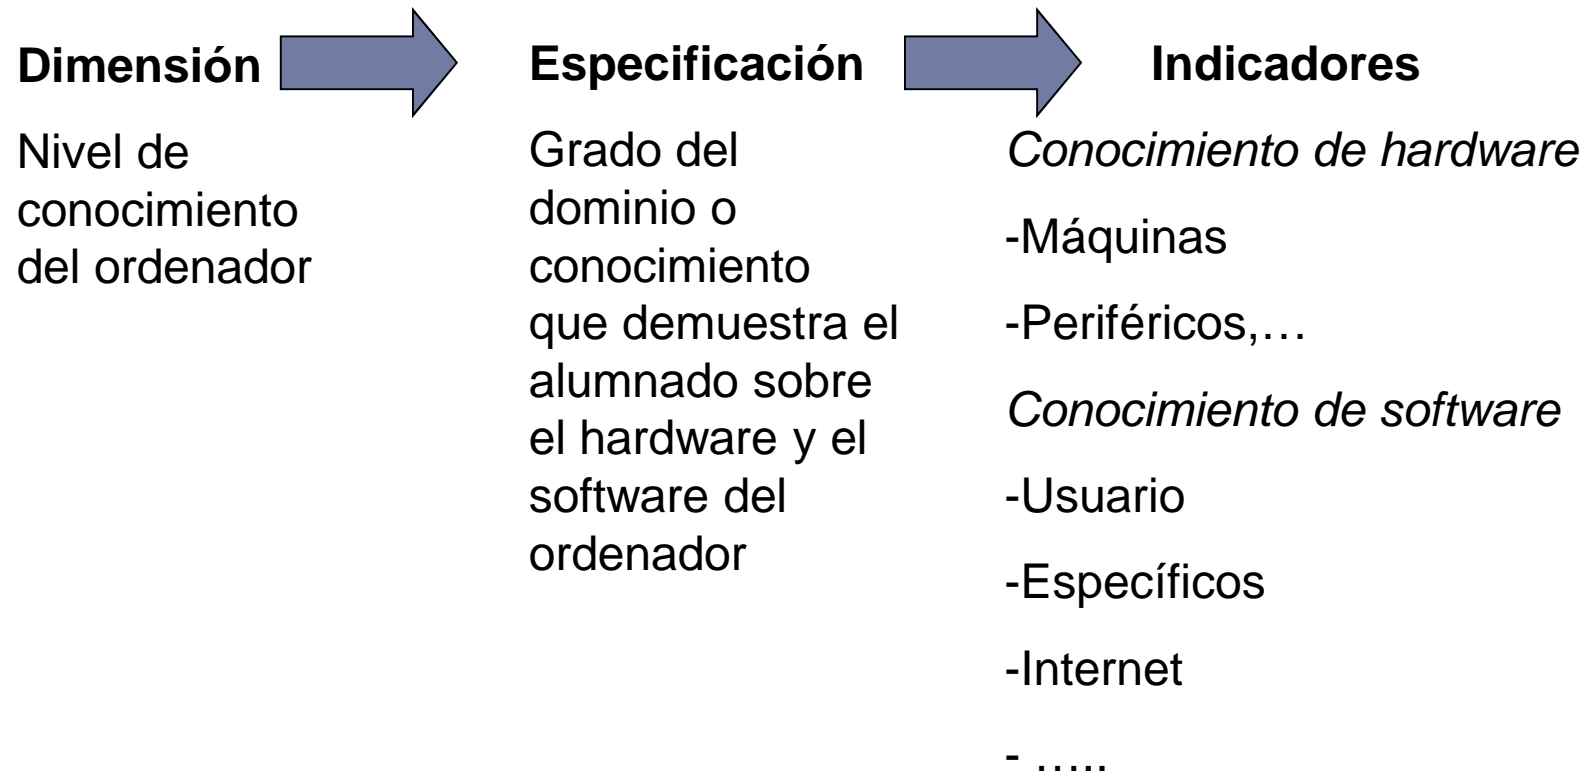 Dimensión
Nivel de
conocimiento
del ordenador
Especificación
Grado del
dominio o
conocimiento
que demuestra el
alumnado sobre
el hardware y el
software del
ordenador
Indicadores
Conocimiento de hardware
-Máquinas
-Periféricos,…
Conocimiento de software
-Usuario
-Específicos
-Internet
- …..